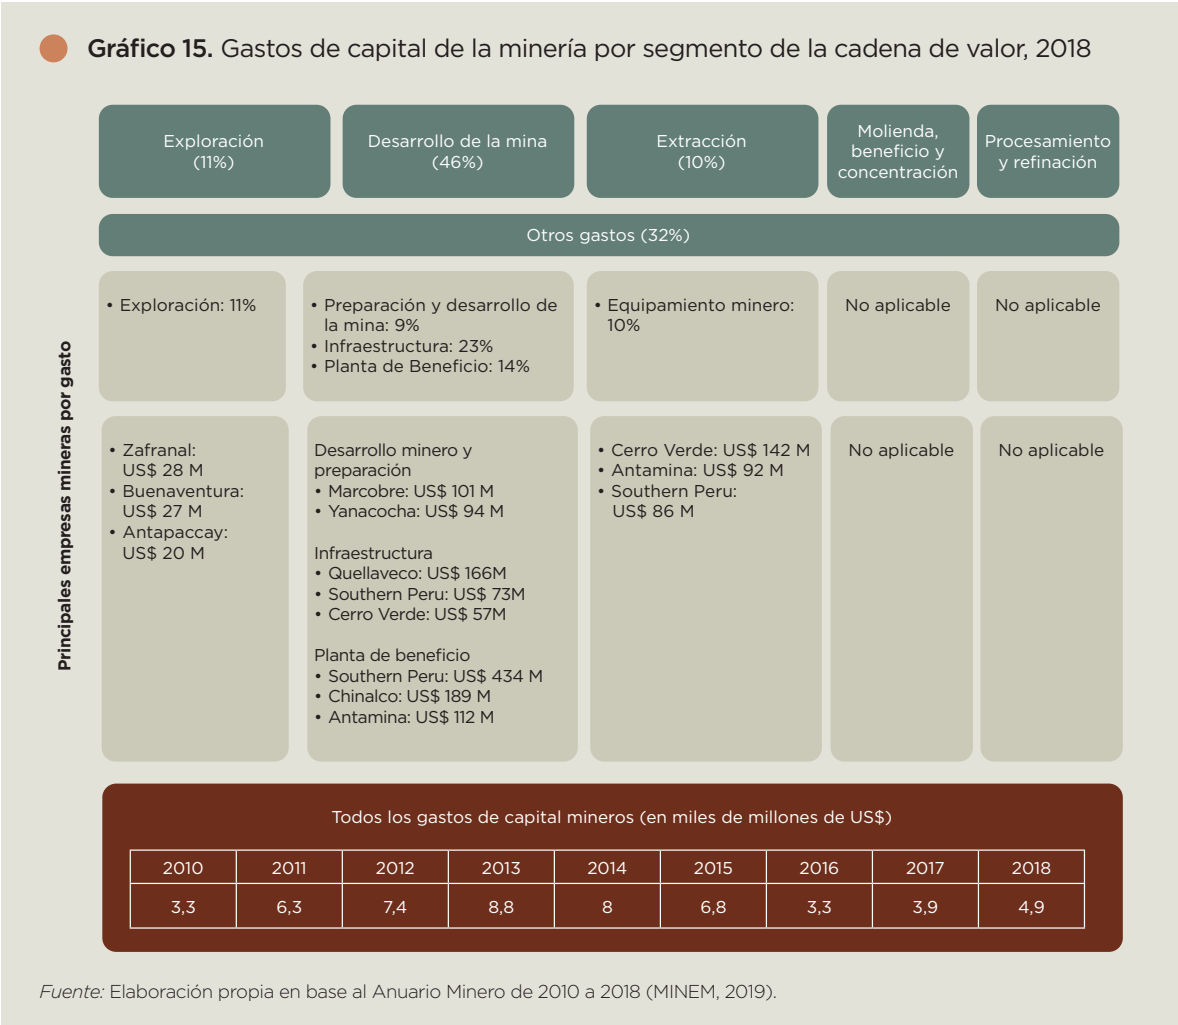 Gráfico 15. Gastos de capital de la minería por segmento de la cadena de valor, 2018
Exploración
(11%)
Desarrollo de la mina
(46%)
Extracción
(10%)
Molienda,
beneficio y
concentración
Procesamiento
y refinación
Otros gastos (32%)
Principales empresas mineras por gasto
• Exploración: 11%
• Preparación y desarrollo de
la mina: 9%
• Infraestructura: 23%
• Planta de Beneficio: 14%
• Equipamiento minero:
10%
No aplicable
No aplicable
• Zafranal:
US$ 28 M
• Buenaventura:
US$ 27 M
• Antapaccay:
US$ 20 M
Desarrollo minero y
preparación
• Marcobre: US$ 101 M
• Yanacocha: US$ 94 M
Infraestructura
• Quellaveco: US$ 166M
• Southern Peru: US$ 73M
• Cerro Verde: US$ 57M
Planta de beneficio
• Southern Peru: US$ 434 M
• Chinalco: US$ 189 M
• Antamina: US$ 112 M
• Cerro Verde: US$ 142 M
• Antamina: US$ 92 M
• Southern Peru:
US$ 86 M
No aplicable
No aplicable
Todos los gastos de capital mineros (en miles de millones de US$)
2010 2011 2012 2013 2014 2015 2016 2017 2018
3,3 6,3 7,4 8,8 8 6,8 3,3 3,9 4,9
Fuente: Elaboración propia en base al Anuario Minero de 2010 a 2018 (MINEM, 2019).